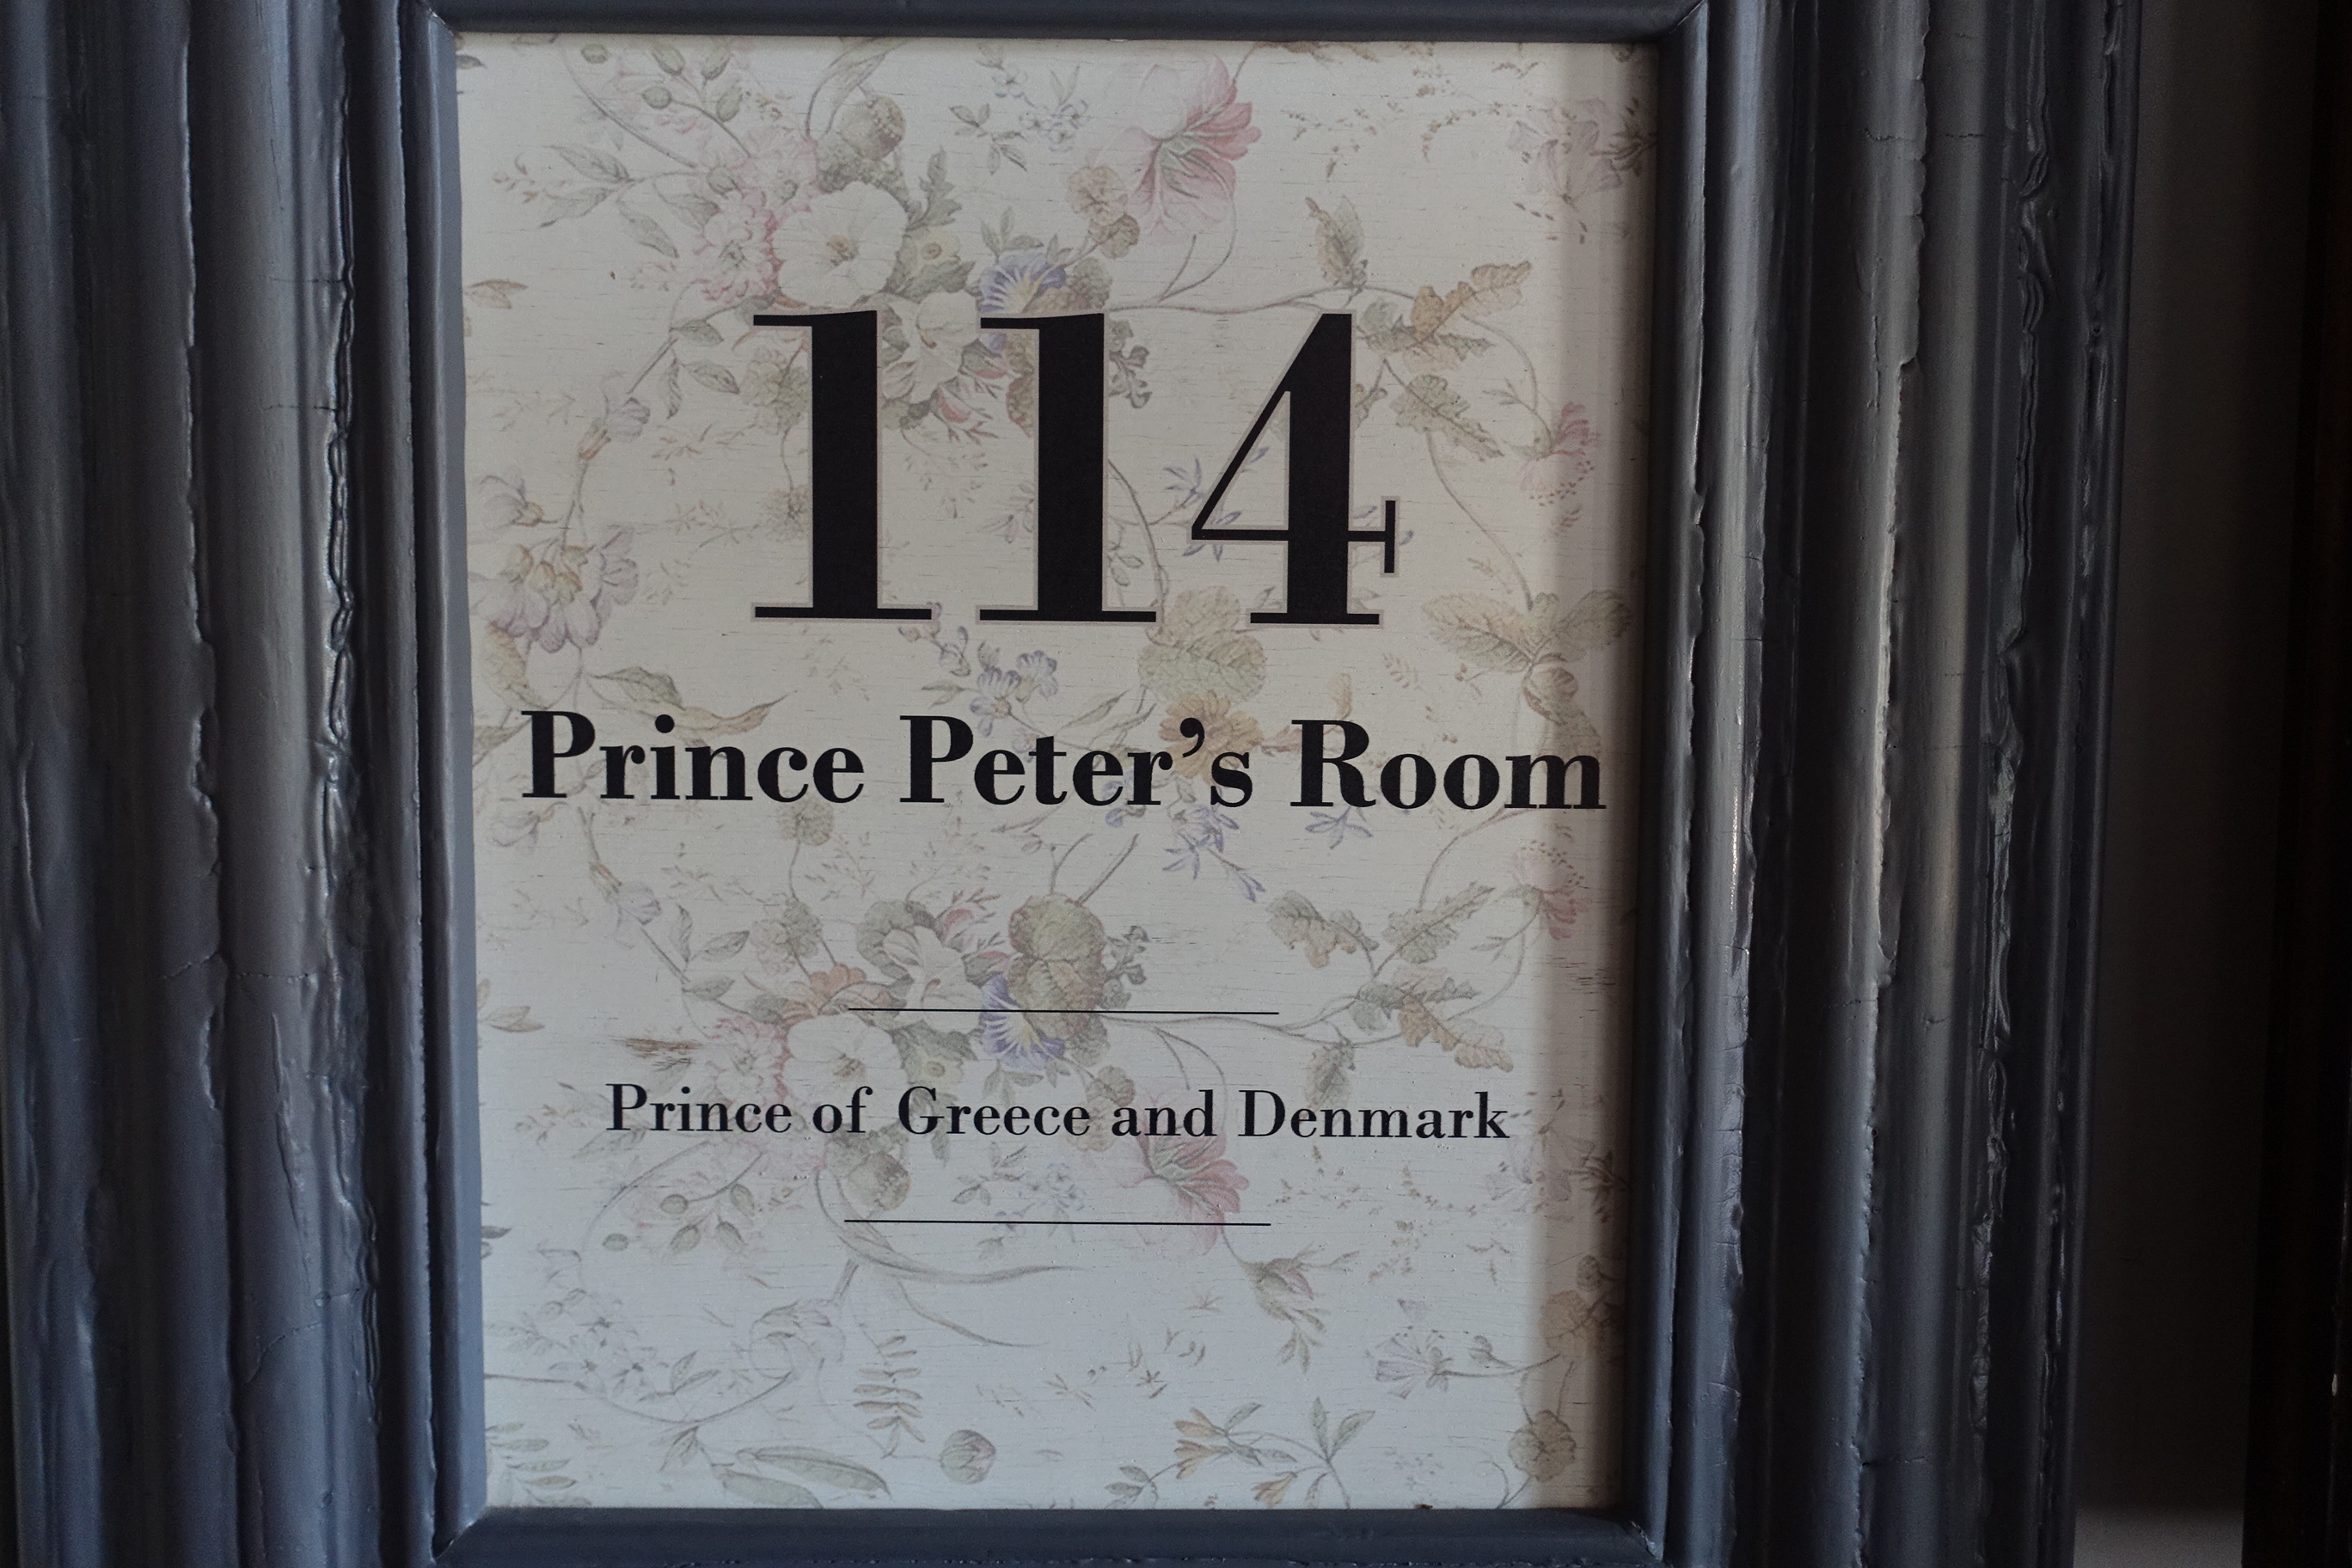 114
Prince Peter’s Room
Prince of Greece and Denmark